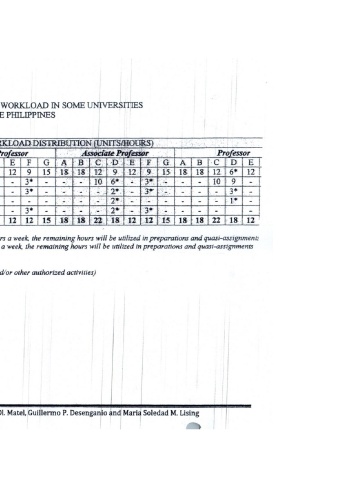 WORKLOAD IN SOME UNIVERSITIES
E PHILIPPINES
RKLOAD DISTRIBUTION (UNITS/HOURS)
Professor Associate Professor Professor
E F G A B C D E F G A B C D E
12 9 15 18 18 12 9 12 9 15 18 18 12 6* 12
- 3* - - - 10 6* - 3* - - - 10 9 -
- 3* - - - - 2* - 3* - - - - 3* -
- - - - - - 2* - - - - - - 1* -
- 3* - - - - 2* - 3* - - - - - -
12 12 15 18 18 22 18 12 12 15 18 18 22 18 12
rs a week, the remaining hours will be utilized in preparations and quasi-assignments
a week, the remaining hours will be utilized in preparations and quasi-assignments
d/or other authorized activities)
Ol. Matel, Guillermo P. Desenganio and Maria Soledad M. Lising